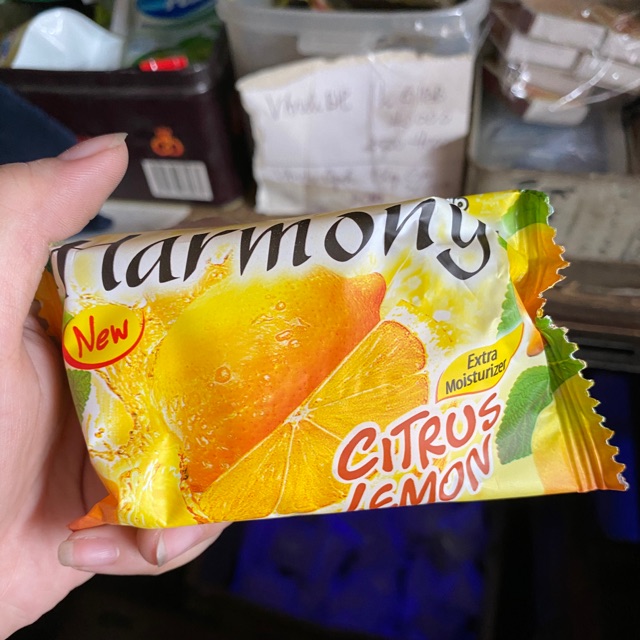 Harmony
New
Extra
Moisturizer
CITRUS
LEMON